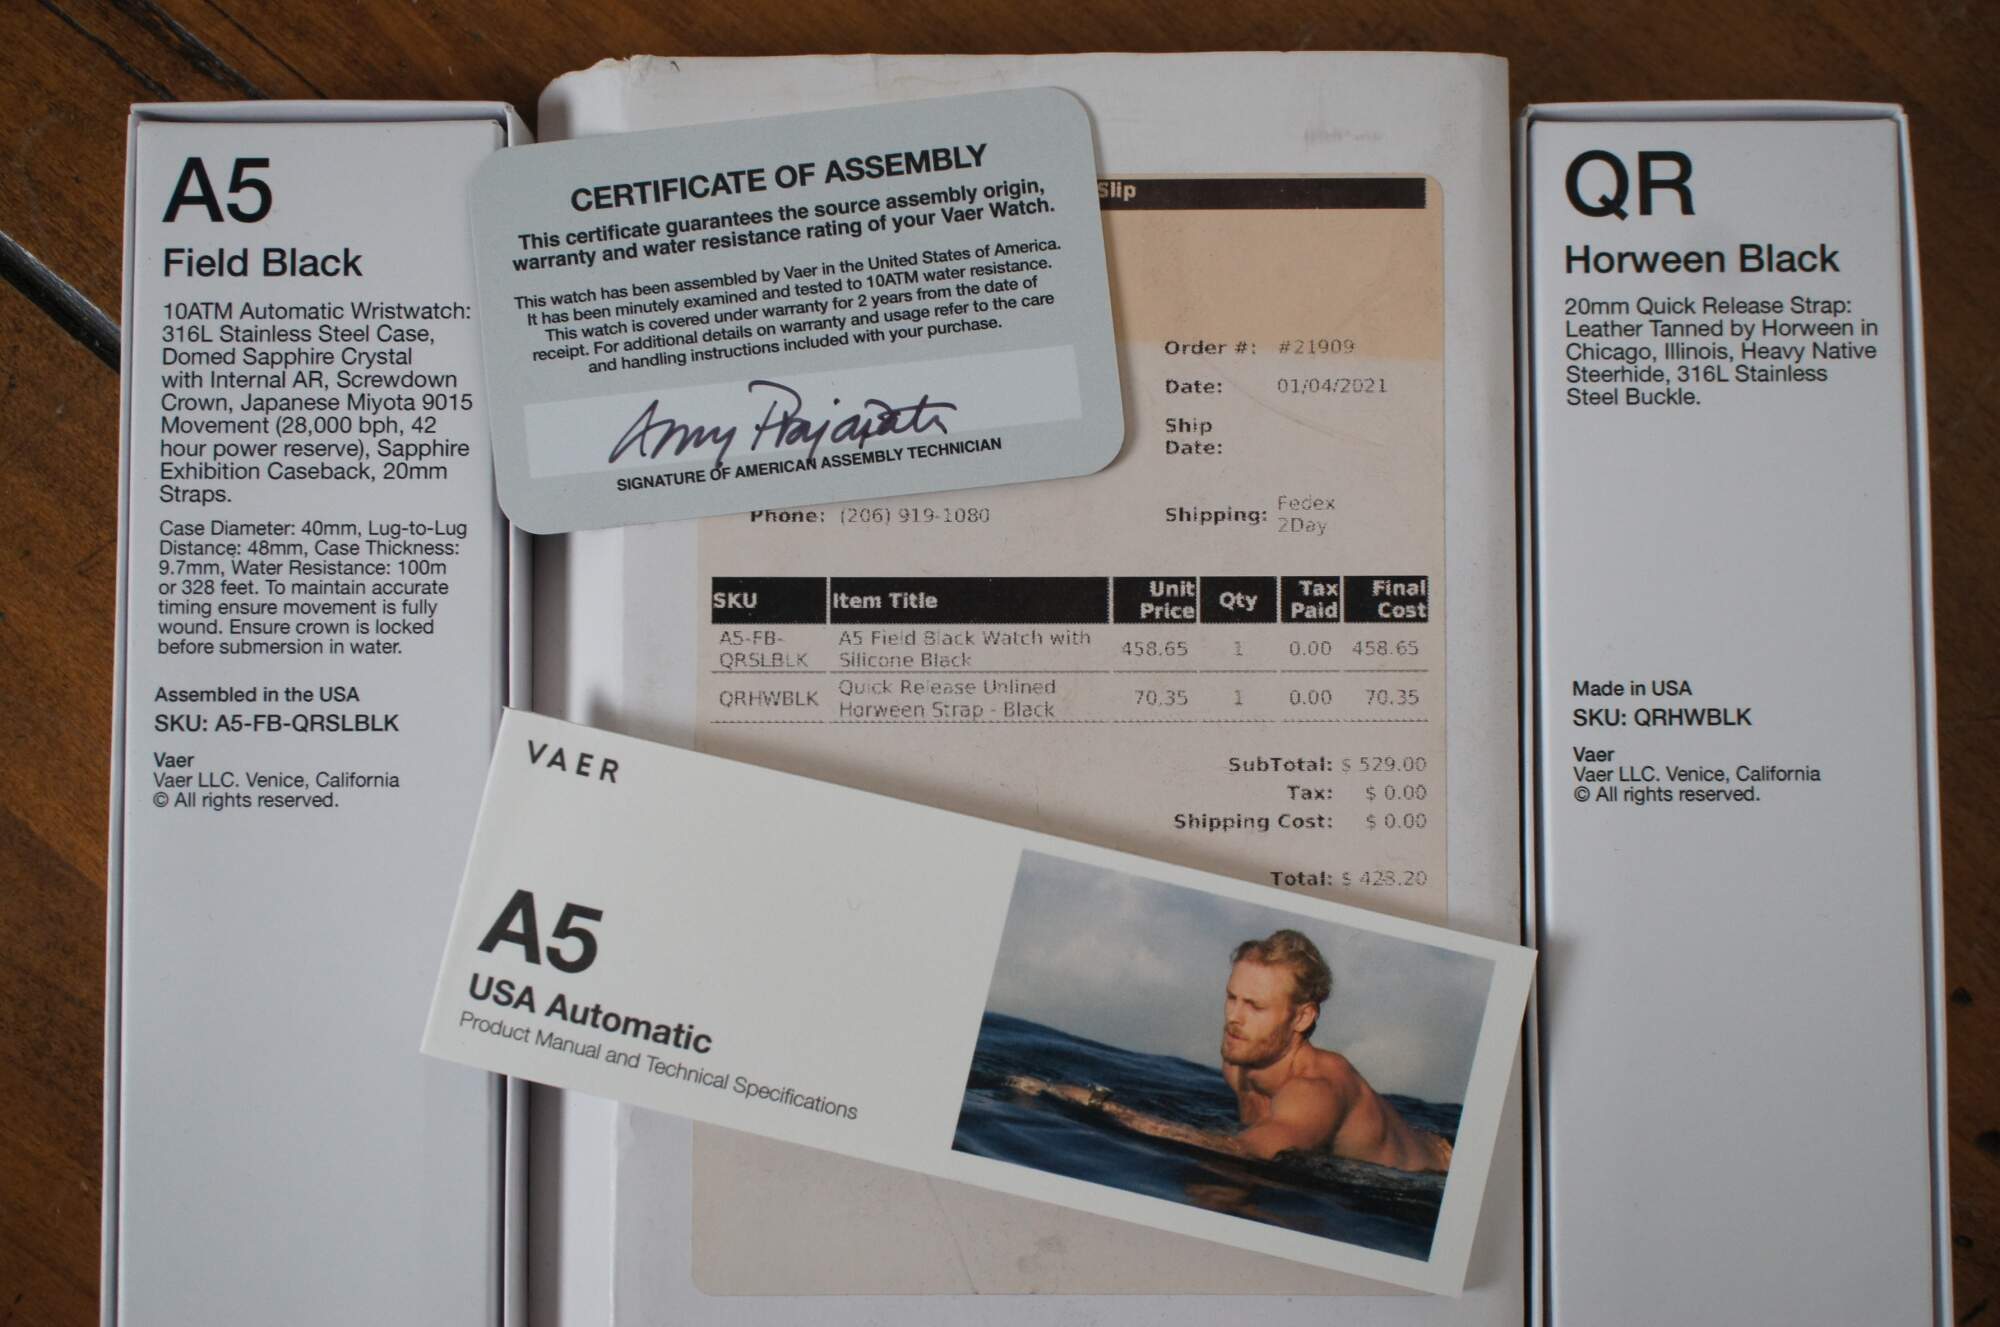 A5
Field Black
10ATM Automatic Wristwatch:
316L Stainless Steel Case,
Domed Sapphire Crystal
with Internal AR, Screwdown
Crown, Japanese Miyota 9015
Movement (28,000 bph, 42
hour power reserve), Sapphire
Exhibition Caseback, 20mm
Straps.
Case Diameter: 40mm, Lug-to-Lug
Distance: 48mm, Case Thickness:
9.7mm, Water Resistance: 100m
or 328 feet. To maintain accurate
timing ensure movement is fully
wound. Ensure crown is locked
before submersion in water.
Assembled in the USA
SKU: A5-FB-QRSLBLK
Vaer
Vaer LLC. Venice, California
© All rights reserved.
CERTIFICATE OF ASSEMBLY
This certificate guarantees the source assembly origin,
warranty and water resistance rating of your Vaer Watch.
This watch has been assembled by Vaer in the United States of America.
It has been minutely examined and tested to 10ATM water resistance.
This watch is covered under warranty for 2 years from the date of
receipt. For additional details on warranty and usage refer to the care
and handling instructions included with your purchase.
SIGNATURE OF AMERICAN ASSEMBLY TECHNICIAN
Slip
Order #: #21909
Date: 01/04/2021
Ship
Date:
Phone: (206) 919-1080
Shipping: Fedex
2Day
SKU Item Title Unit Price Qty Tax Paid Final Cost
A5-FB-QRSLBLK A5 Field Black Watch with Silicone Black 458.65 1 0.00 458.65
QRHWBLK Quick Release Unlined Horween Strap - Black 70.35 1 0.00 70.35
SubTotal: $ 529.00
Tax: $ 0.00
Shipping Cost: $ 0.00
Total: $ 423.20
VAER
A5
USA Automatic
Product Manual and Technical Specifications
QR
Horween Black
20mm Quick Release Strap:
Leather Tanned by Horween in
Chicago, Illinois, Heavy Native
Steerhide, 316L Stainless
Steel Buckle.
Made in USA
SKU: QRHWBLK
Vaer
Vaer LLC. Venice, California
© All rights reserved.